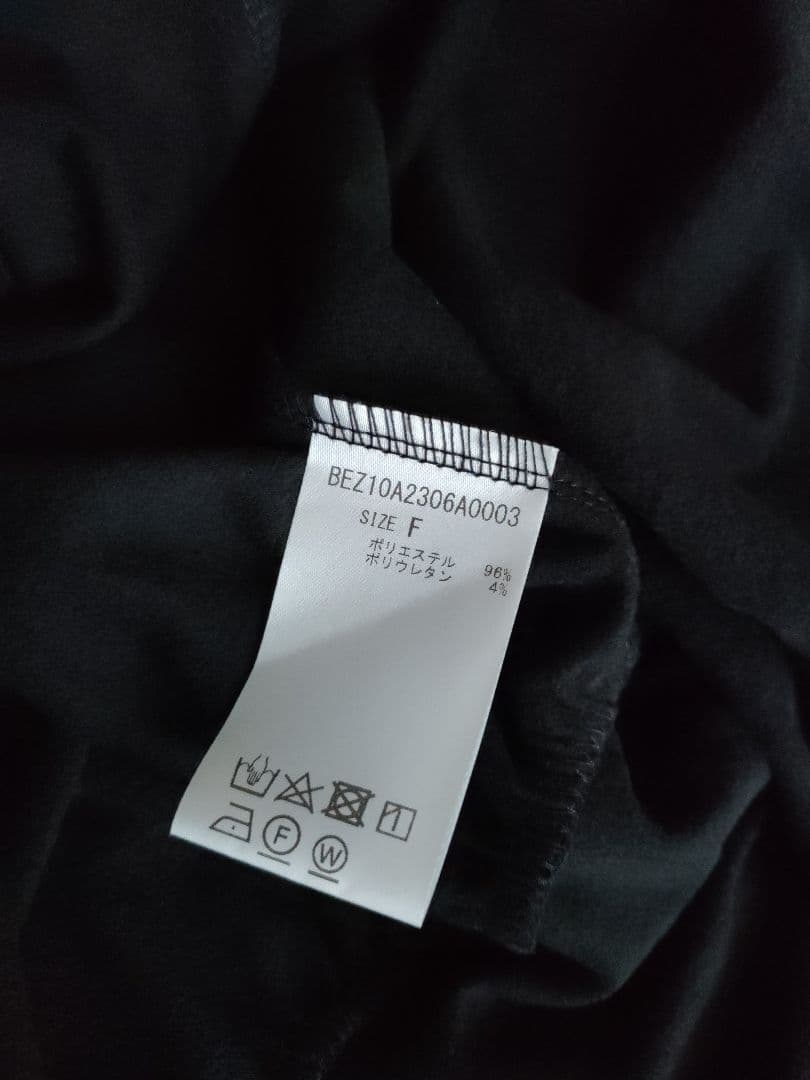 BEZ10A2306A0003
SIZE F
ポリエステル 96%
ポリウレタン 4%
F W